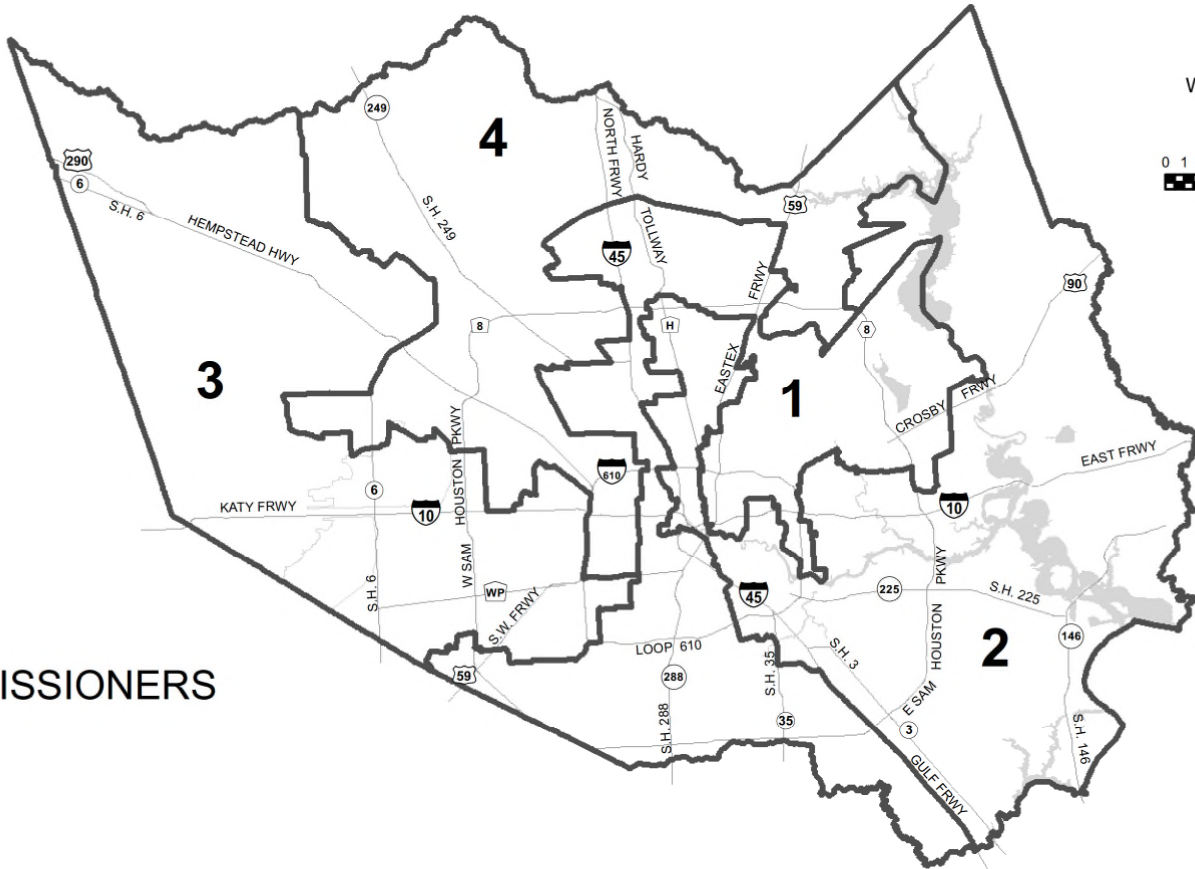 W
0 1
249
4
NORTH FRWY
HARDY
TOLLWAY
290
6
S.H. 6
HEMPSTEAD HWY
S.H. 249
59
45
FRWY
90
8
H
8
EASTEX
3
1
CROSBY
FRWY
HOUSTON PKWY
W SAM
610
EAST FRWY
6
KATY FRWY
10
10
S.H. 6
WP
S.W. FRWY
45
225
PKWY
HOUSTON
S.H. 225
146
LOOP 610
S.H. 3
2
59
288
S.H. 35
E SAM
ISSIONERS
S.H. 288
35
3
S.H. 146
GULF FRWY